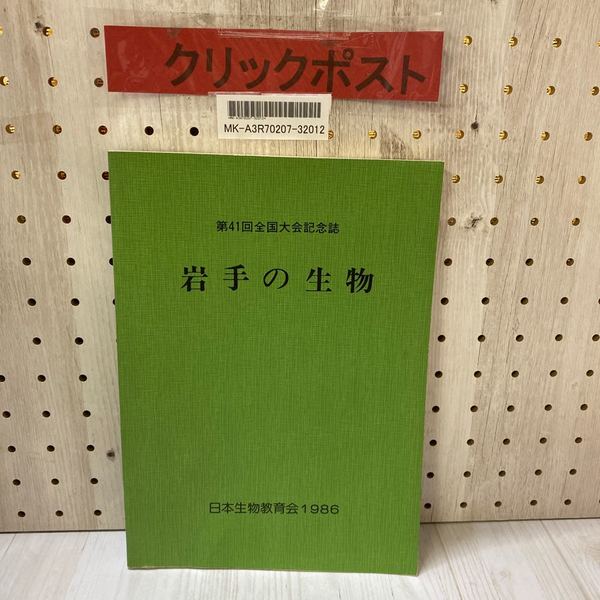 クリックポスト
MK-A3R70207-32012
第41回全国大会記念誌
岩手の生物
日本生物教育会1986